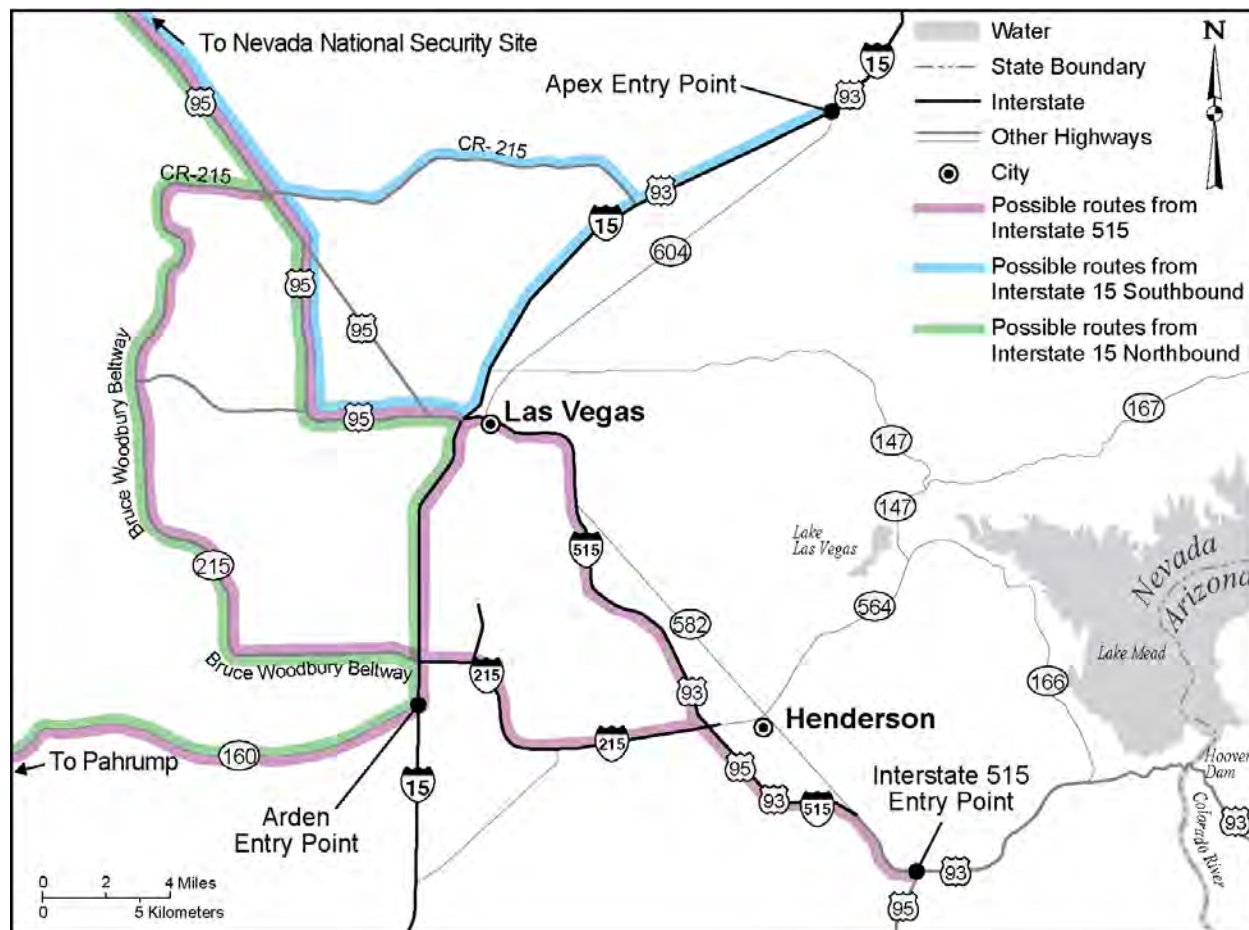 To Nevada National Security Site
95
Apex Entry Point
93
15
CR-215
CR-215
93
15
604
95
95
95
Las Vegas
Bruce Woodbury Beltway
Bruce Woodbury Beltway
215
Bruce Woodbury Beltway
515
582
147
147
167
Lake
Las Vegas
564
166
Nevada
Arizona
Lake Mead
Hoover
Dam
Colorado River
93
215
215
93
Henderson
95
93
515
Interstate 515
Entry Point
93
95
To Pahrump
160
15
Arden
Entry Point
0 2 4 Miles
0 5 Kilometers
Water
State Boundary
Interstate
Other Highways
City
Possible routes from
Interstate 515
Possible routes from
Interstate 15 Southbound
Possible routes from
Interstate 15 Northbound
N